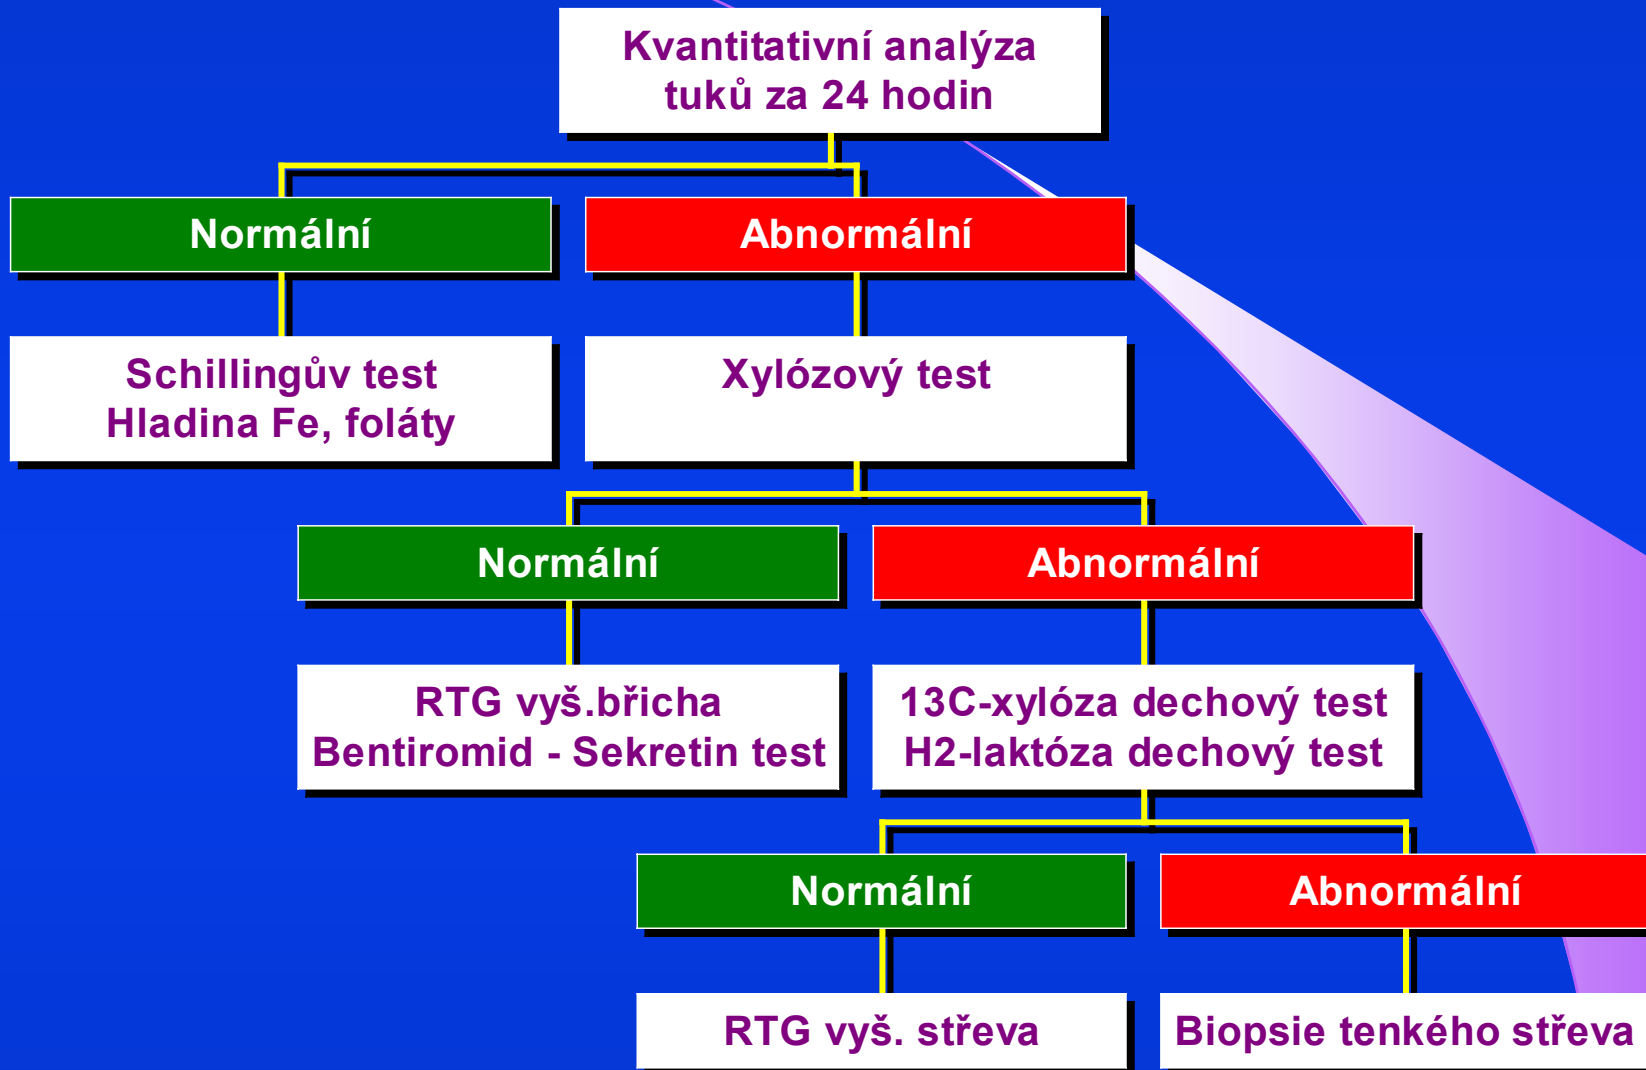 Kvantitativní analýza
tuků za 24 hodin
Normální
Abnormální
Schillingův test
Hladina Fe, foláty
Xylózový test
Normální
Abnormální
RTG vyš.břicha
Bentiromid - Sekretin test
13C-xylóza dechový test
H2-laktóza dechový test
Normální
Abnormální
RTG vyš. střeva
Biopsie tenkého střeva